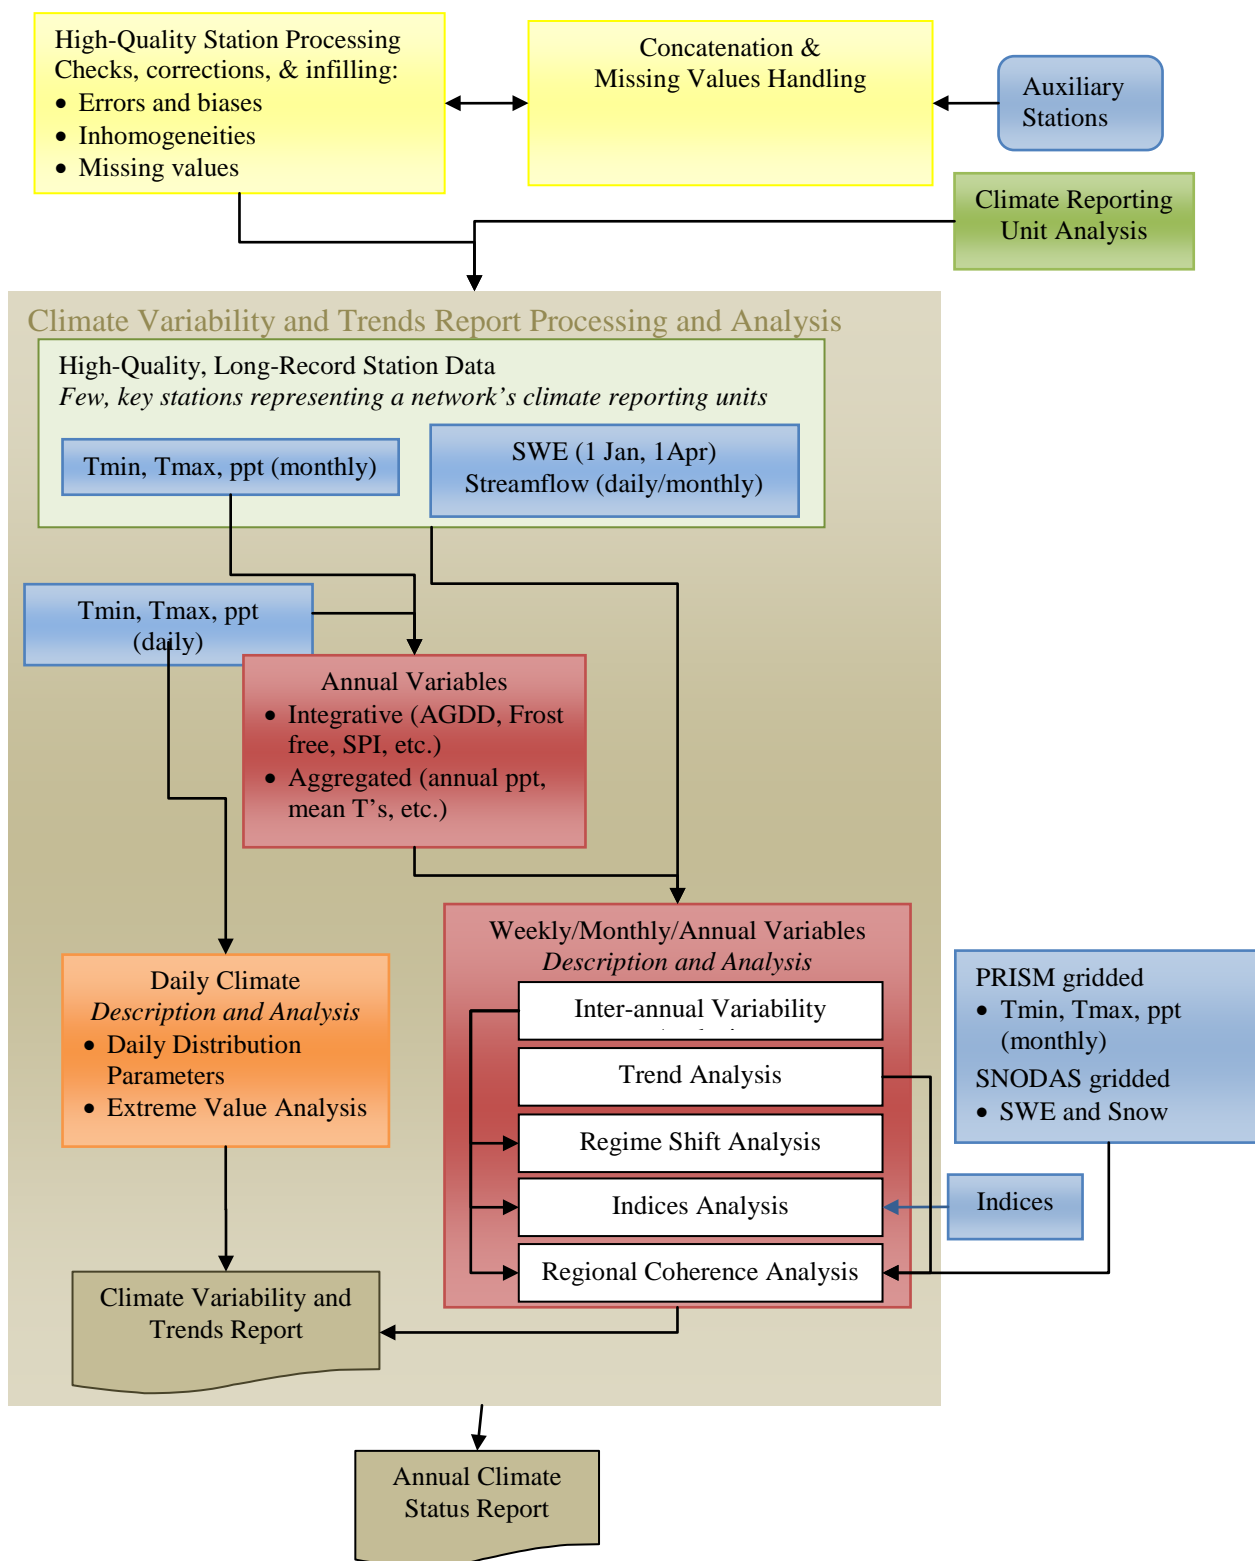 High-Quality Station Processing
Checks, corrections, & infilling:
• Errors and biases
• Inhomogeneities
• Missing values
Concatenation &
Missing Values Handling
Auxiliary
Stations
Climate Reporting
Unit Analysis
Climate Variability and Trends Report Processing and Analysis
High-Quality, Long-Record Station Data
Few, key stations representing a network's climate reporting units
Tmin, Tmax, ppt (monthly)
SWE (1 Jan, 1Apr)
Streamflow (daily/monthly)
Tmin, Tmax, ppt
(daily)
Annual Variables
• Integrative (AGDD, Frost
free, SPI, etc.)
• Aggregated (annual ppt,
mean T's, etc.)
Weekly/Monthly/Annual Variables
Description and Analysis
Inter-annual Variability
Trend Analysis
Regime Shift Analysis
Indices Analysis
Regional Coherence Analysis
Daily Climate
Description and Analysis
• Daily Distribution
Parameters
• Extreme Value Analysis
PRISM gridded
• Tmin, Tmax, ppt
(monthly)
SNODAS gridded
• SWE and Snow
Indices
Climate Variability and
Trends Report
Annual Climate
Status Report